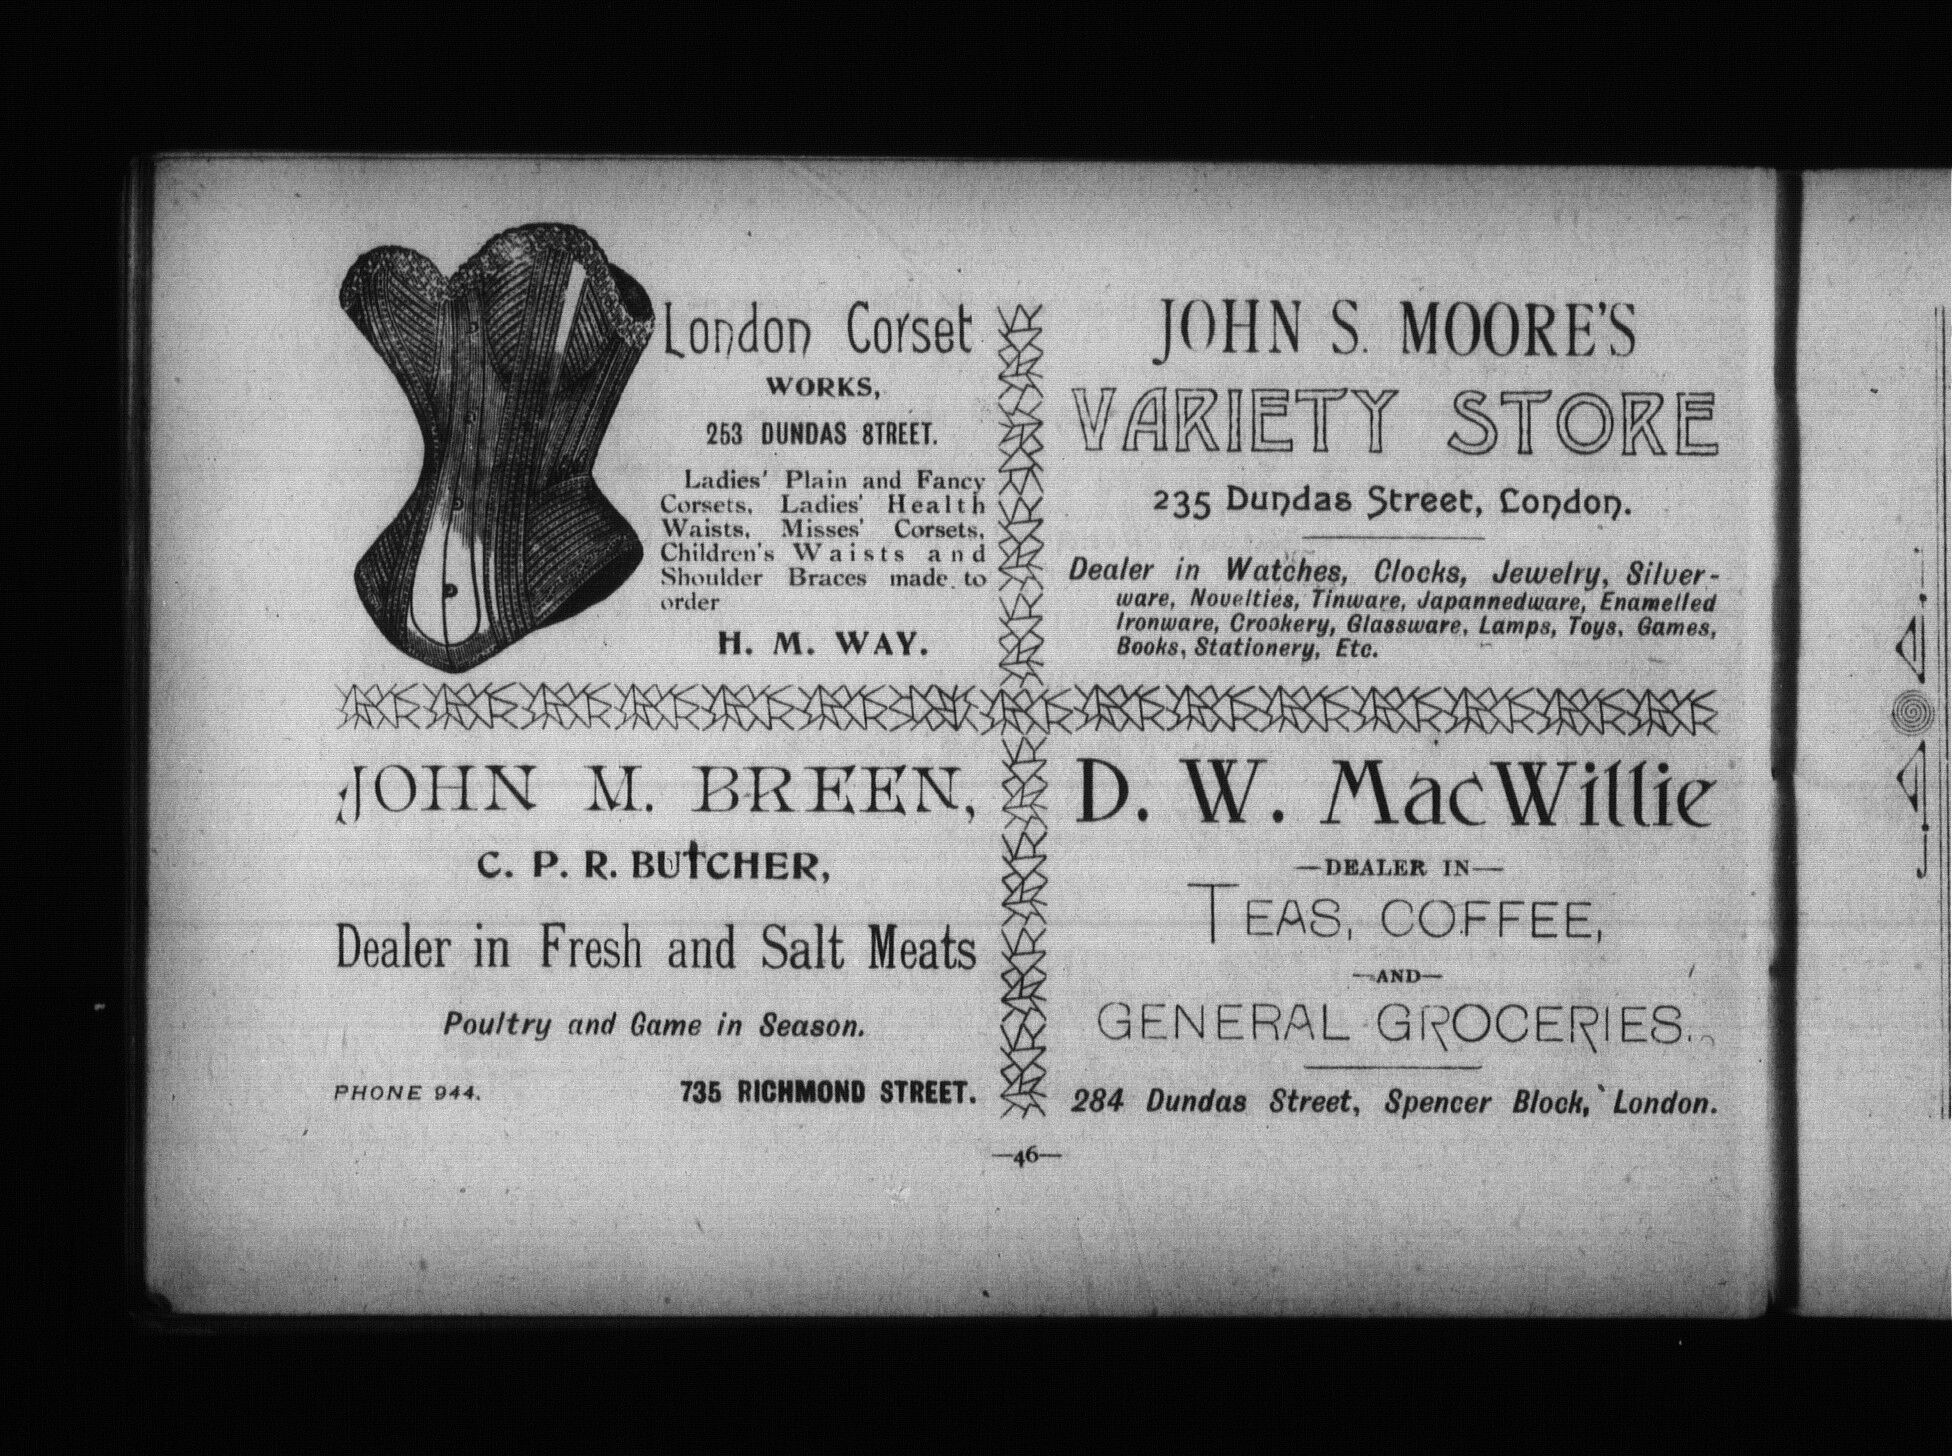 London Corset
WORKS,
253 DUNDAS STREET.
Ladies' Plain and Fancy
Corsets, Ladies' Health
Waists, Misses' Corsets,
Children's Waists and
Shoulder Braces made to
order
H. M. WAY.
JOHN S. MOORE'S
VARIETY STORE
235 Dundas Street, London.
Dealer in Watches, Clocks, Jewelry, Silver-
ware, Novelties, Tinware, Japannedware, Enamelled
Ironware, Crockery, Glassware, Lamps, Toys, Games,
Books, Stationery, Etc.
JOHN M. BREEN,
C. P. R. BUTCHER,
Dealer in Fresh and Salt Meats
Poultry and Game in Season.
PHONE 944. 735 RICHMOND STREET.
D. W. MacWillie
—DEALER IN—
TEAS, COFFEE,
—AND—
GENERAL GROCERIES.
284 Dundas Street, Spencer Block, London.
—46—